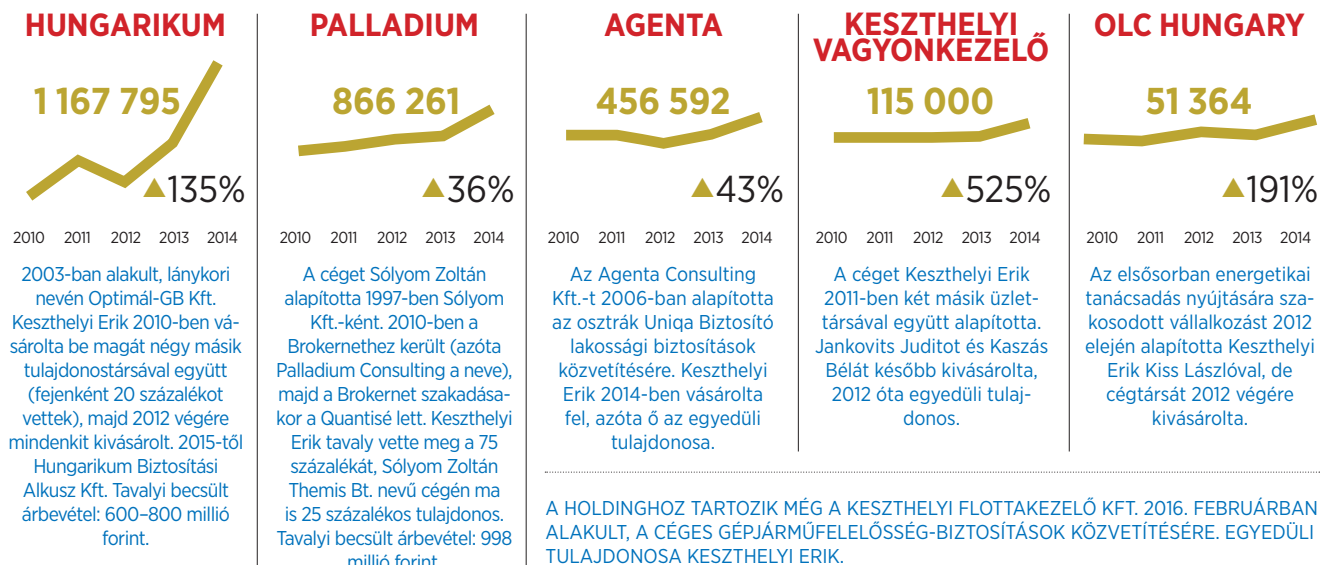 HUNGARIKUM
1 167 795
▲135%
2010 2011 2012 2013 2014
2003-ban alakult, lánykori
nevén Optimál-GB Kft.
Keszthelyi Erik 2010-ben vá-
sárolta be magát négy másik
tulajdonostársával együtt
(fejenként 20 százalékot
vettek), majd 2012 végére
mindenkit kivásárolt. 2015-től
Hungarikum Biztosítási
Alkusz Kft. Tavalyi becsült
árbevétel: 600–800 millió
forint.
PALLADIUM
866 261
▲36%
2010 2011 2012 2013 2014
A céget Sólyom Zoltán
alapította 1997-ben Sólyom
Kft.-ként. 2010-ben a
Brokernethez került (azóta
Palladium Consulting a neve),
majd a Brokernet szakadása-
kor a Quantisé lett. Keszthelyi
Erik tavaly vette meg a 75
százalékát, Sólyom Zoltán
Themis Bt. nevű cégén ma
is 25 százalékos tulajdonos.
Tavalyi becsült árbevétel: 998
millió forint
AGENTA
456 592
▲43%
2010 2011 2012 2013 2014
Az Agenta Consulting
Kft.-t 2006-ban alapította
az osztrák Uniqa Biztosító
lakossági biztosítások
közvetítésére. Keszthelyi
Erik 2014-ben vásárolta
fel, azóta ő az egyedüli
tulajdonosa.
KESZTHELYI
VAGYONKEZELŐ
115 000
▲525%
2010 2011 2012 2013 2014
A céget Keszthelyi Erik
2011-ben két másik üzlet-
társával együtt alapította.
Jankovits Juditot és Kaszás
Bélát később kivásárolta,
2012 óta egyedüli tulaj-
donos.
OLC HUNGARY
51 364
▲191%
2010 2011 2012 2013 2014
Az elsősorban energetikai
tanácsadás nyújtására sza-
kosodott vállalkozást 2012
elején alapította Keszthelyi
Erik Kiss Lászlóval, de
cégtársát 2012 végére
kivásárolta.
A HOLDINGHOZ TARTOZIK MÉG A KESZTHELYI FLOTTAKEZELŐ KFT. 2016. FEBRUÁRBAN
ALAKULT, A CÉGES GÉPJÁRMŰFELELŐSSÉG-BIZTOSÍTÁSOK KÖZVETÍTÉSÉRE. EGYEDÜLI
TULAJDONOSA KESZTHELYI ERIK.